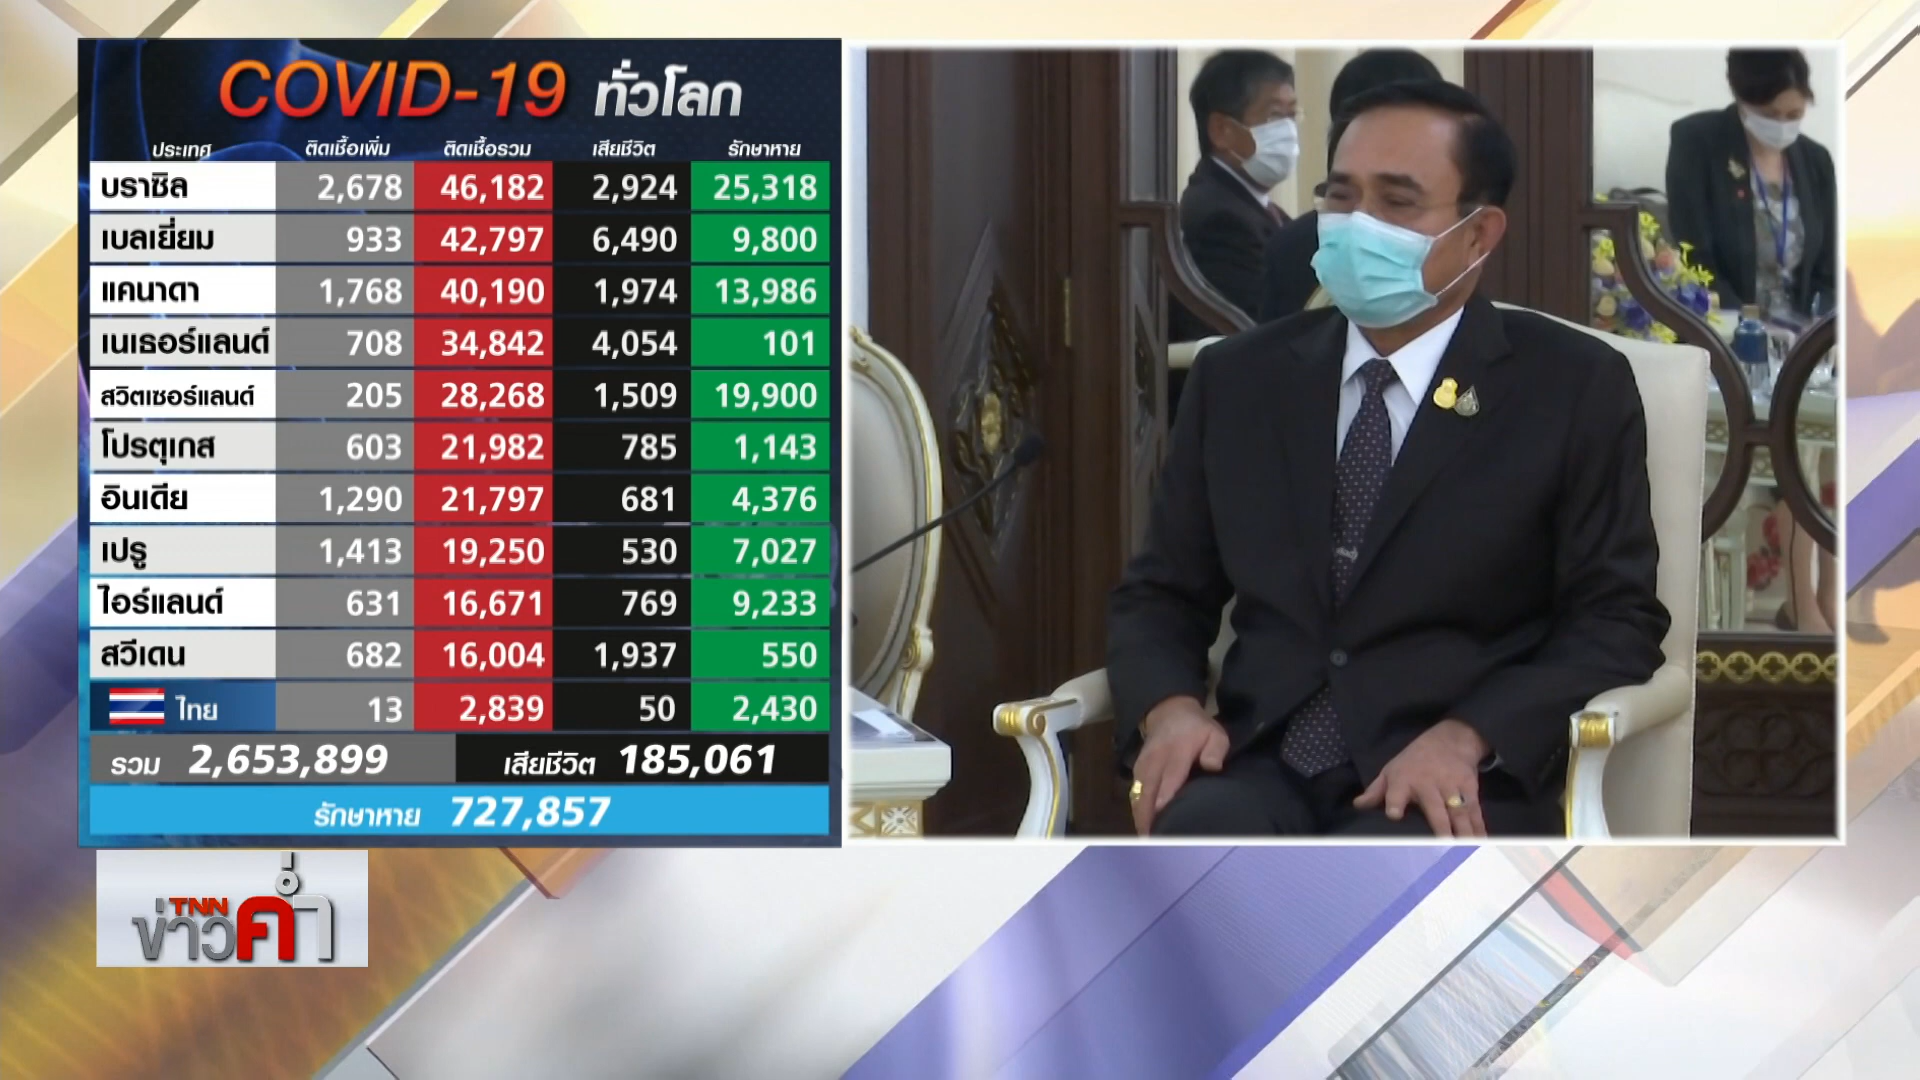 COVID-19 ทั่วโลก
ประเทศ ติดเชื้อเพิ่ม ติดเชื้อรวม เสียชีวิต รักษาหาย
บราซิล 2,678 46,182 2,924 25,318
เบลเยี่ยม 933 42,797 6,490 9,800
แคนาดา 1,768 40,190 1,974 13,986
เนเธอร์แลนด์ 708 34,842 4,054 101
สวิตเซอร์แลนด์ 205 28,268 1,509 19,900
โปรตุเกส 603 21,982 785 1,143
อินเดีย 1,290 21,797 681 4,376
เปรู 1,413 19,250 530 7,027
ไอร์แลนด์ 631 16,671 769 9,233
สวีเดน 682 16,004 1,937 550
ไทย 13 2,839 50 2,430
รวม 2,653,899 เสียชีวิต 185,061
รักษาหาย 727,857
TNN
ข่าวค่ำ